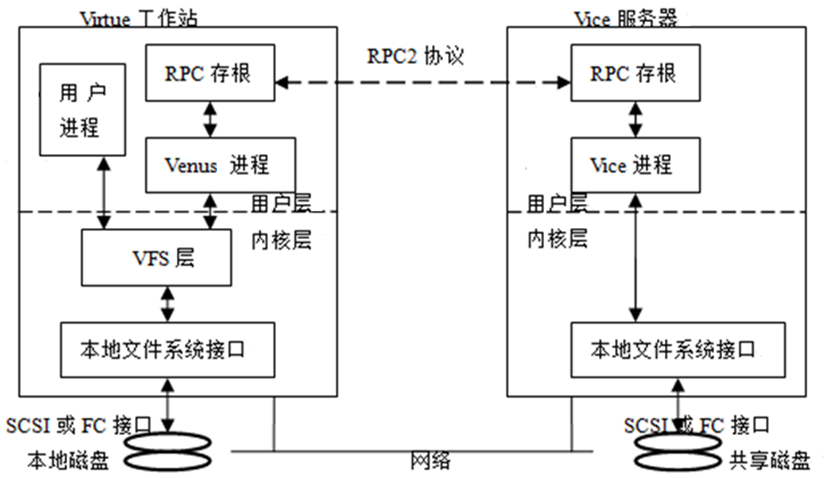 Virtue 工作站
Vice 服务器
RPC 存根
RPC2 协议
RPC 存根
用 户
进程
Venus 进程
Vice 进程
用户层
用户层
内核层
内核层
VFS 层
本地文件系统接口
本地文件系统接口
SCSI 或 FC 接口
SCSI 或 FC 接口
本地磁盘
网络
共享磁盘